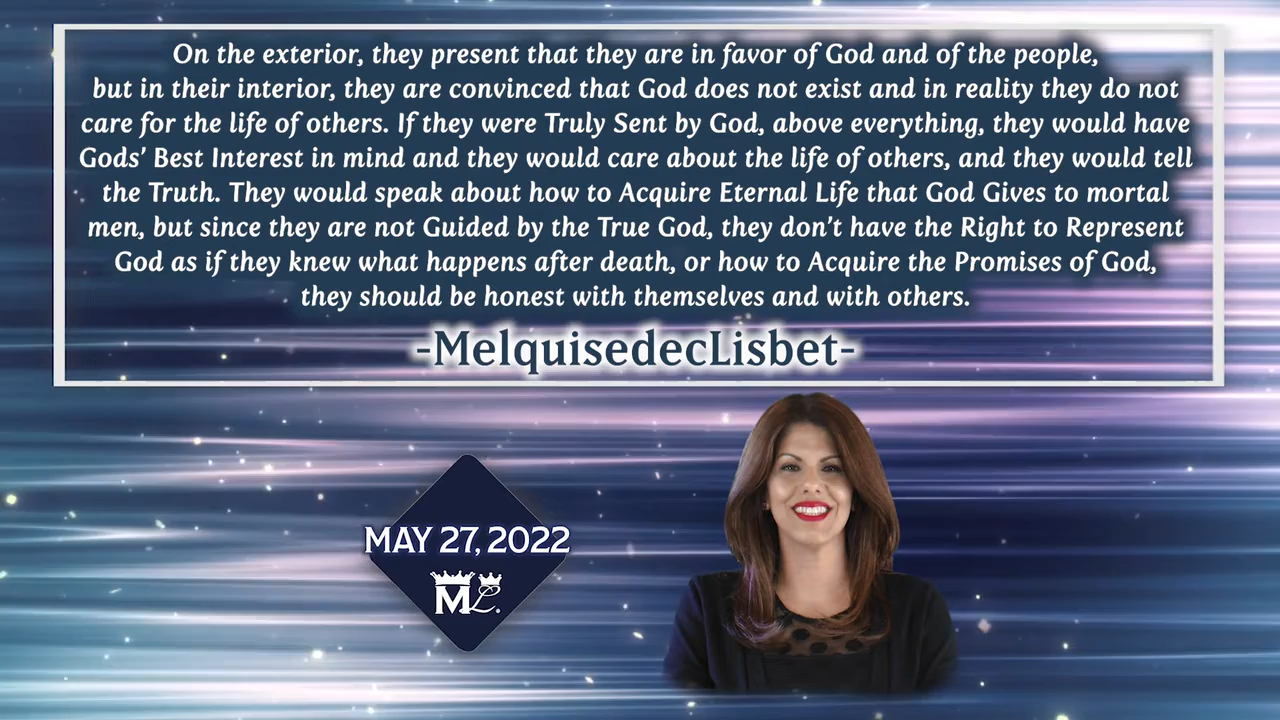 On the exterior, they present that they are in favor of God and of the people,
but in their interior, they are convinced that God does not exist and in reality they do not
care for the life of others. If they were Truly Sent by God, above everything, they would have
Gods’ Best Interest in mind and they would care about the life of others, and they would tell
the Truth. They would speak about how to Acquire Eternal Life that God Gives to mortal
men, but since they are not Guided by the True God, they don’t have the Right to Represent
God as if they knew what happens after death, or how to Acquire the Promises of God,
they should be honest with themselves and with others.
-MelquisedecLisbet-
MAY 27, 2022
ML.